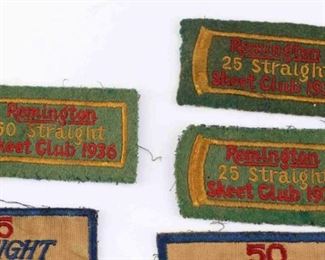 Remington
25 Straight
Skeet Club
Remington
50 Straight
Skeet Club 1936
Remington
25 Straight
Skeet Club
50